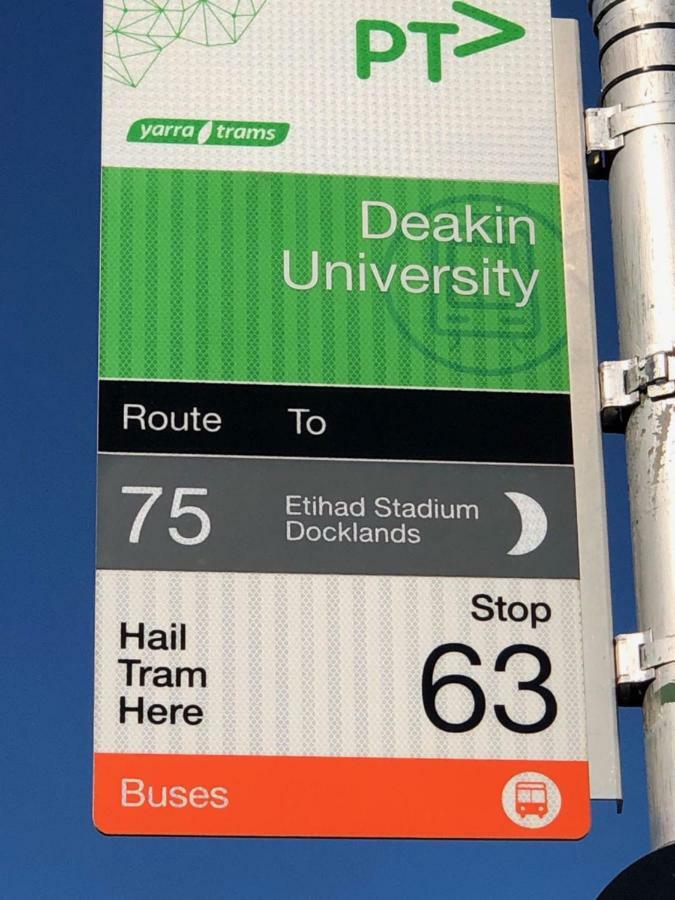 PT>
yarra trams
Deakin
University
Route To
75 Etihad Stadium
Docklands
Stop
63
Hail
Tram
Here
Buses